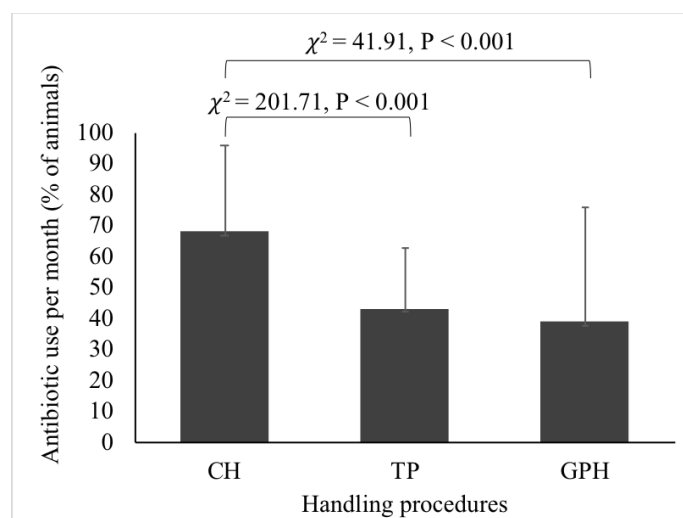 𝜒² = 41.91, P < 0.001
𝜒² = 201.71, P < 0.001
Antibiotic use per month (% of animals)
100
90
80
70
60
50
40
30
20
10
0
CH TP GPH
Handling procedures